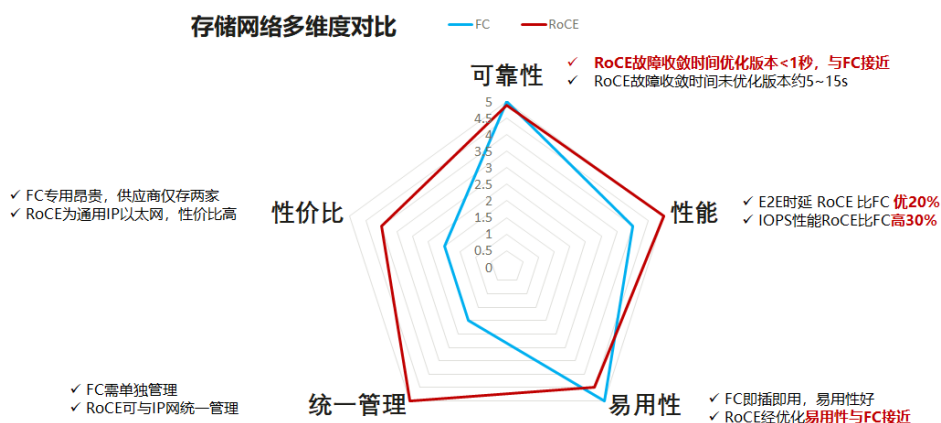 存储网络多维度对比
FC
RoCE
✓ RoCE故障收敛时间优化版本<1秒，与FC接近
✓ RoCE故障收敛时间未优化版本约5~15s
可靠性
5
4.5
4
3.5
3
2.5
2
1.5
1
0.5
0
✓ FC专用昂贵，供应商仅存两家
✓ RoCE为通用IP以太网，性价比高
性价比
性能
✓ E2E时延 RoCE 比FC 优20%
✓ IOPS性能RoCE比FC高30%
✓ FC需单独管理
✓ RoCE可与IP网统一管理
统一管理
易用性
✓ FC即插即用，易用性好
✓ RoCE经优化易用性与FC接近